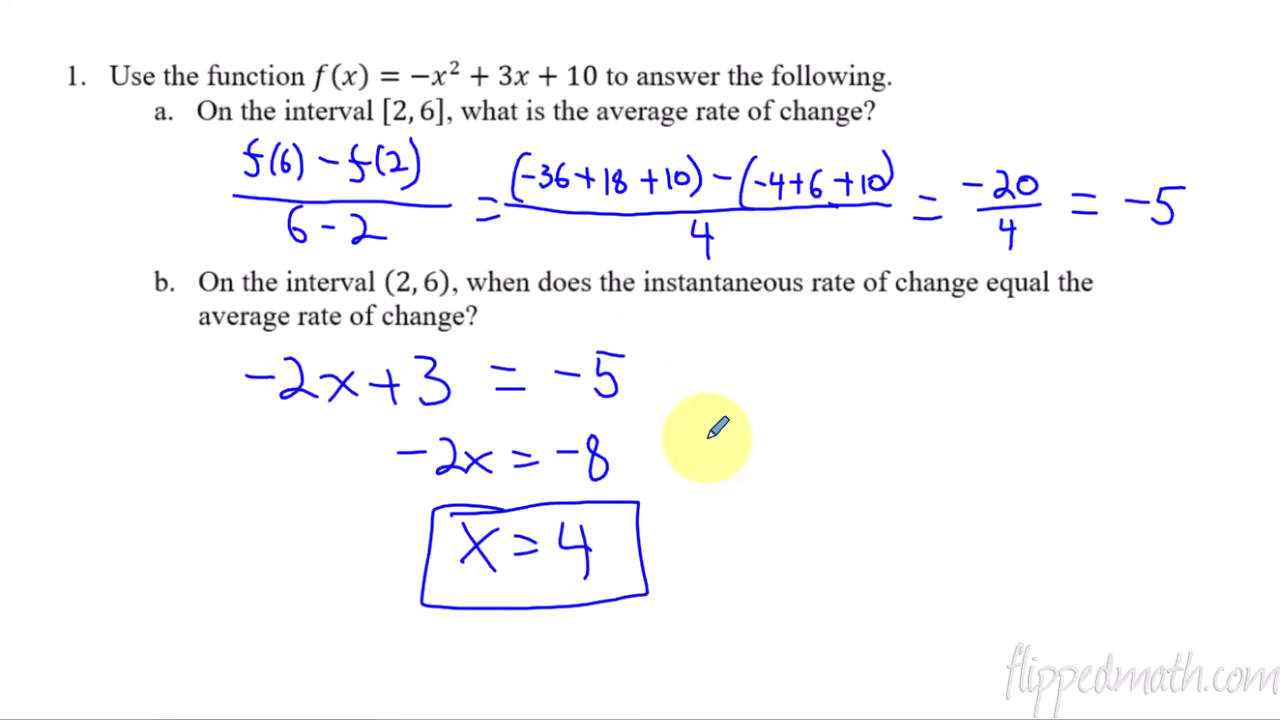 1. Use the function f(x) = −x² + 3x + 10 to answer the following.
a. On the interval [2, 6], what is the average rate of change?
f(6) − f(2) / 6 − 2 = (−36 + 18 + 10) − (−4 + 6 + 10) / 4 = −20 / 4 = −5
b. On the interval (2, 6), when does the instantaneous rate of change equal the
average rate of change?
−2x + 3 = −5
−2x = −8
x = 4
flippedmath.com